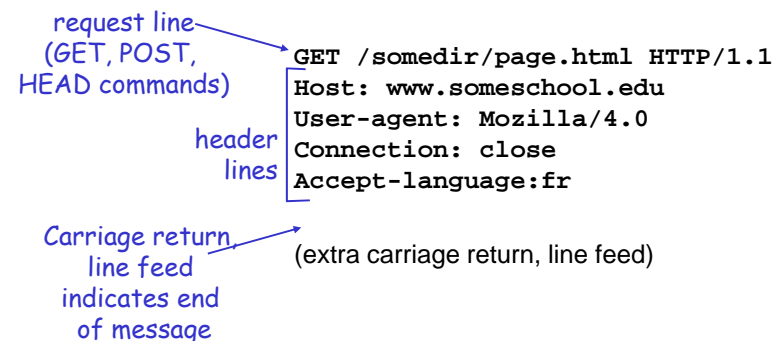 request line
(GET, POST,
HEAD commands)
GET /somedir/page.html HTTP/1.1
Host: www.someschool.edu
User-agent: Mozilla/4.0
Connection: close
Accept-language:fr
header
lines
Carriage return,
line feed
indicates end
of message
(extra carriage return, line feed)